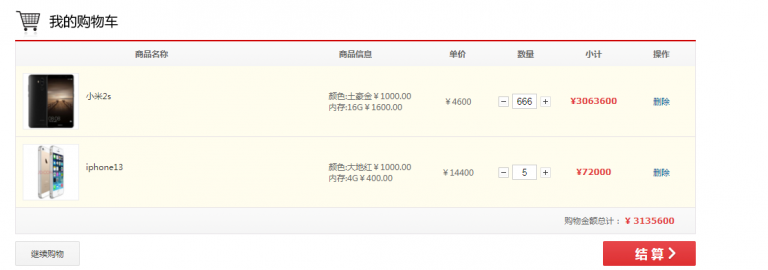 我的购物车
商品名称 商品信息 单价 数量 小计 操作
小米2s 颜色:土豪金￥1000.00 ￥4600 - 666 + ￥3063600 删除
内存:16G￥1600.00
iphone13 颜色:大地红￥1000.00 ￥14400 - 5 + ￥72000 删除
内存:4G￥400.00
购物金额总计： ￥ 3135600
继续购物 结 算 >